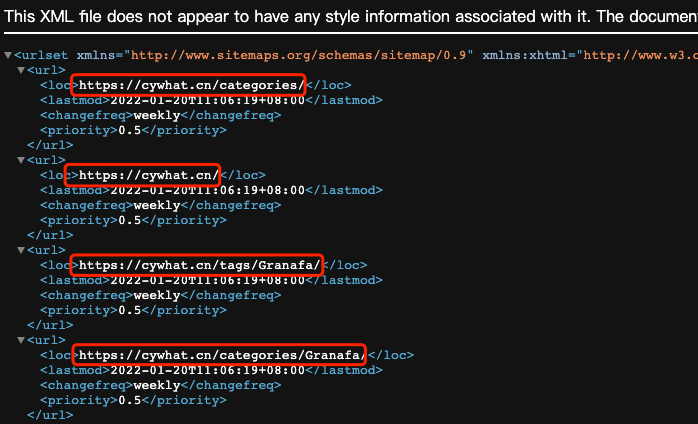 This XML file does not appear to have any style information associated with it. The documen
▼<urlset xmlns="http://www.sitemaps.org/schemas/sitemap/0.9" xmlns:xhtml="http://www.w3.o
▼<url>
<loc>https://cywhat.cn/categories/</loc>
<lastmod>2022-01-20T11:06:19+08:00</lastmod>
<changefreq>weekly</changefreq>
<priority>0.5</priority>
</url>
▼<url>
<loc>https://cywhat.cn/</loc>
<lastmod>2022-01-20T11:06:19+08:00</lastmod>
<changefreq>weekly</changefreq>
<priority>0.5</priority>
</url>
▼<url>
<loc>https://cywhat.cn/tags/Granafa/</loc>
<lastmod>2022-01-20T11:06:19+08:00</lastmod>
<changefreq>weekly</changefreq>
<priority>0.5</priority>
</url>
▼<url>
<loc>https://cywhat.cn/categories/Granafa/</loc>
<lastmod>2022-01-20T11:06:19+08:00</lastmod>
<changefreq>weekly</changefreq>
<priority>0.5</priority>
</url>